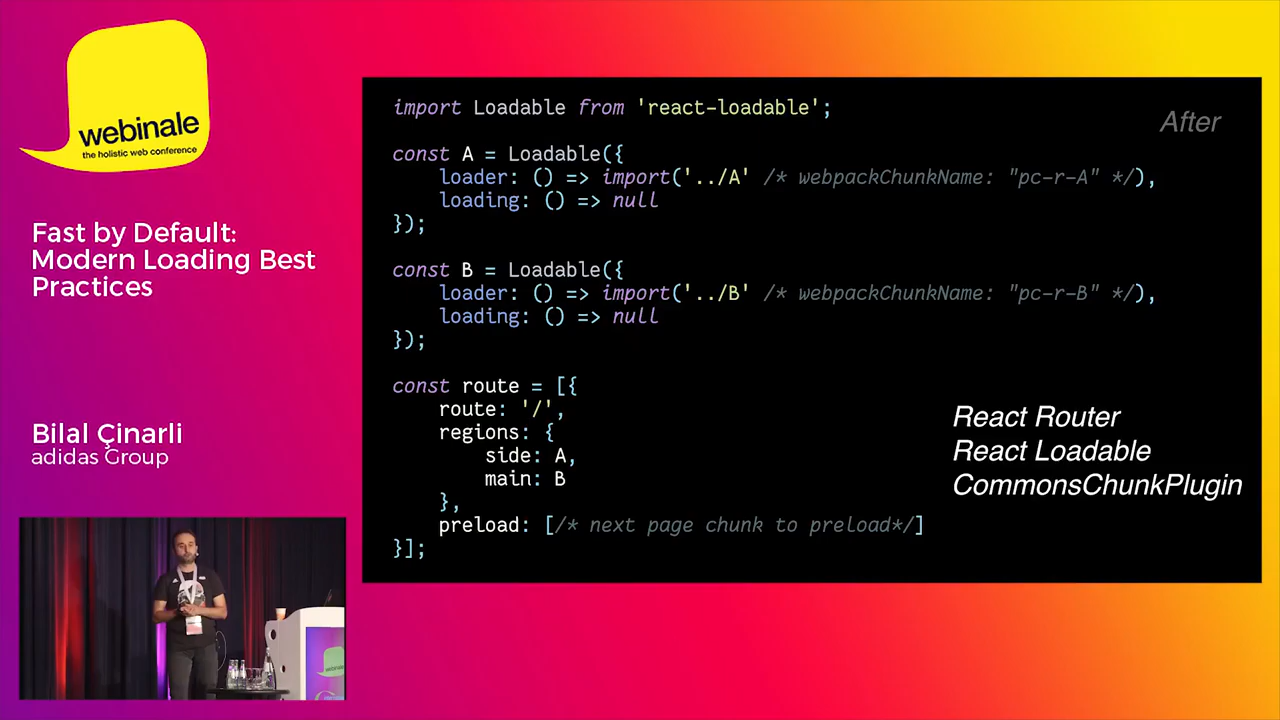 webinale
the holistic web conference
Fast by Default:
Modern Loading Best
Practices
Bilal Çinarli
adidas Group
import Loadable from 'react-loadable';
After
const A = Loadable({
    loader: () => import('../A' /* webpackChunkName: "pc-r-A" */),
    loading: () => null
});
const B = Loadable({
    loader: () => import('../B' /* webpackChunkName: "pc-r-B" */),
    loading: () => null
});
const route = [{
    route: '/',
    regions: {
        side: A,
        main: B
    },
    preload: [/* next page chunk to preload*/]
}];
React Router
React Loadable
CommonsChunkPlugin